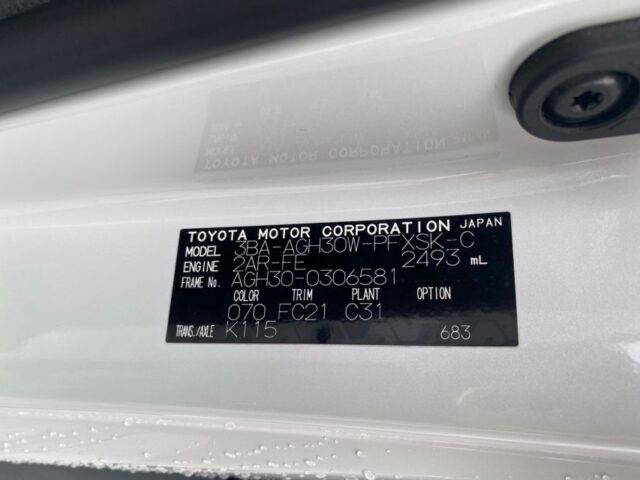 TOYOTA MOTOR CORPORATION JAPAN
MODEL 3BA-AGH30W-PFXSK-C
ENGINE 2AR-FE 2493 mL
FRAME No. AGH30-0306581
COLOR TRIM PLANT OPTION
070 FC21 C31
TRANS./AXLE K115 683
TOYOTA MOTOR CORPORATION JAPAN